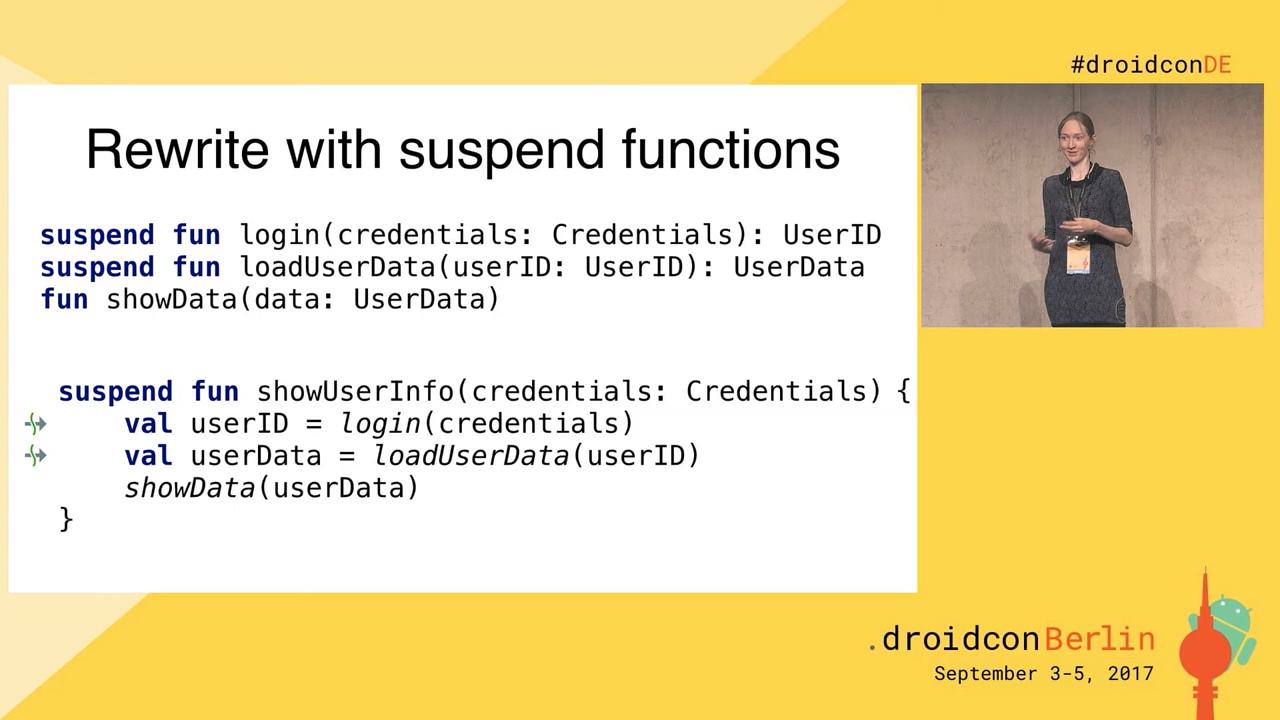 #droidconDE
Rewrite with suspend functions
suspend fun login(credentials: Credentials): UserID
suspend fun loadUserData(userID: UserID): UserData
fun showData(data: UserData)
suspend fun showUserInfo(credentials: Credentials) {
val userID = login(credentials)
val userData = loadUserData(userID)
showData(userData)
}
.droidconBerlin
September 3-5, 2017